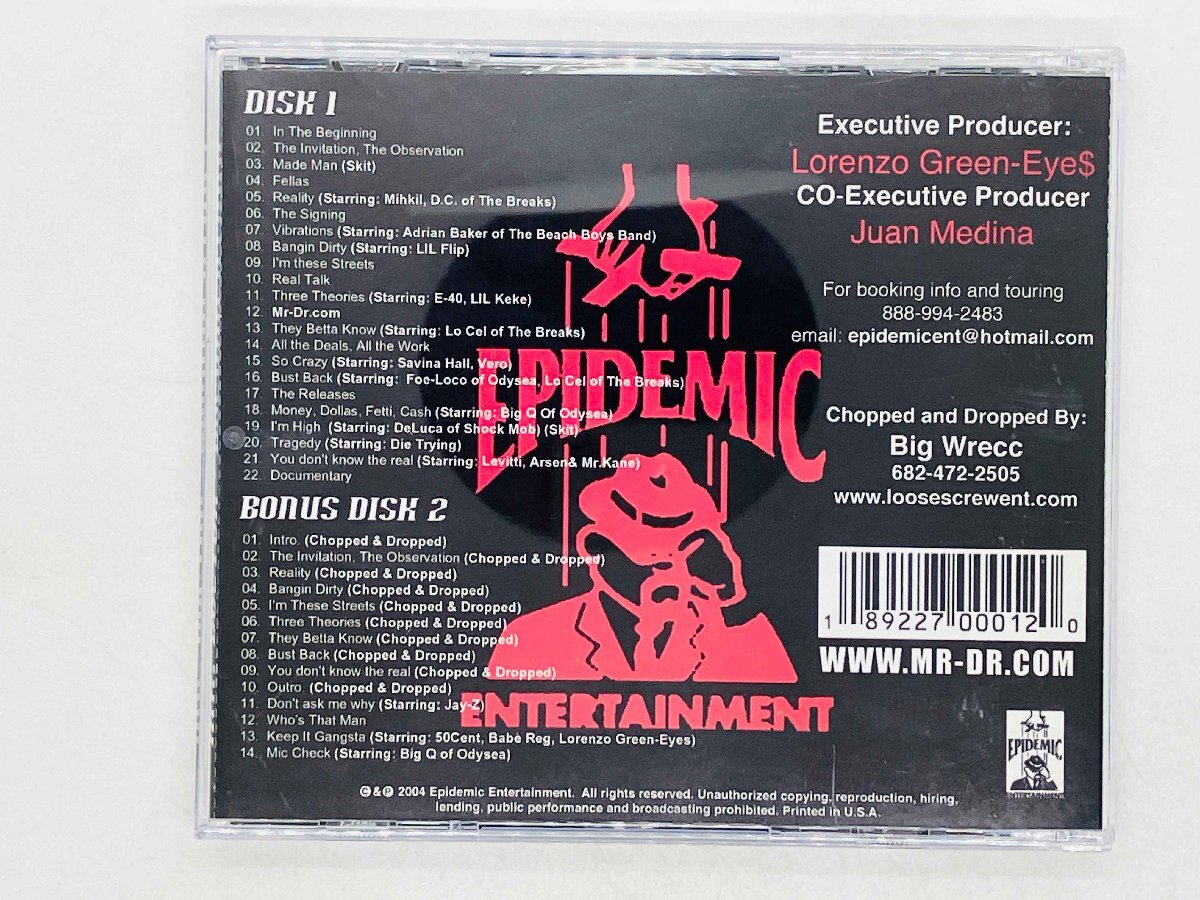 DISK 1
01. In The Beginning
02. The Invitation, The Observation
03. Made Man (Skit)
04. Fellas
05. Reality (Starring: Mihkil, D.C. of The Breaks)
06. The Signing
07. Vibrations (Starring: Adrian Baker of The Beach Boys Band)
08. Bangin Dirty (Starring: LIL Flip)
09. I'm these Streets
10. Real Talk
11. Three Theories (Starring: E-40, LIL Keke)
12. Mr-Dr.com
13. They Betta Know (Starring: Lo Cel of The Breaks)
14. All the Deals, All the Work
15. So Crazy (Starring: Savina Hall, Vero)
16. Bust Back (Starring: Foe-Loco of Odysea, Lo Cel of The Breaks)
17. The Releases
18. Money, Dollas, Fetti, Cash (Starring: Big Q Of Odysea)
19. I'm High (Starring: DeLuca of Shock Mob) (Skit)
20. Tragedy (Starring: Die Trying)
21. You don't know the real (Starring: Levitti, Arsen& Mr.Kane)
22. Documentary
BONUS DISK 2
01. Intro. (Chopped & Dropped)
02. The Invitation, The Observation (Chopped & Dropped)
03. Reality (Chopped & Dropped)
04. Bangin Dirty (Chopped & Dropped)
05. I'm These Streets (Chopped & Dropped)
06. Three Theories (Chopped & Dropped)
07. They Betta Know (Chopped & Dropped)
08. Bust Back (Chopped & Dropped)
09. You don't know the real (Chopped & Dropped)
10. Outro. (Chopped & Dropped)
11. Don't ask me why (Starring: Jay-Z)
12. Who's That Man
13. Keep It Gangsta (Starring: 50Cent, Babe Reg, Lorenzo Green-Eyes)
14. Mic Check (Starring: Big Q of Odysea)
EPIDEMIC
ENTERTAINMENT
Executive Producer:
Lorenzo Green-Eye$
CO-Executive Producer
Juan Medina
For booking info and touring
888-994-2483
email: epidemicent@hotmail.com
Chopped and Dropped By:
Big Wrecc
682-472-2505
www.loosescrewent.com
1 89227 00012 0
WWW.MR-DR.COM
EPIDEMIC
ENTERTAINMENT
©&℗ 2004 Epidemic Entertainment. All rights reserved. Unauthorized copying, reproduction, hiring,
lending, public performance and broadcasting prohibited. Printed in U.S.A.